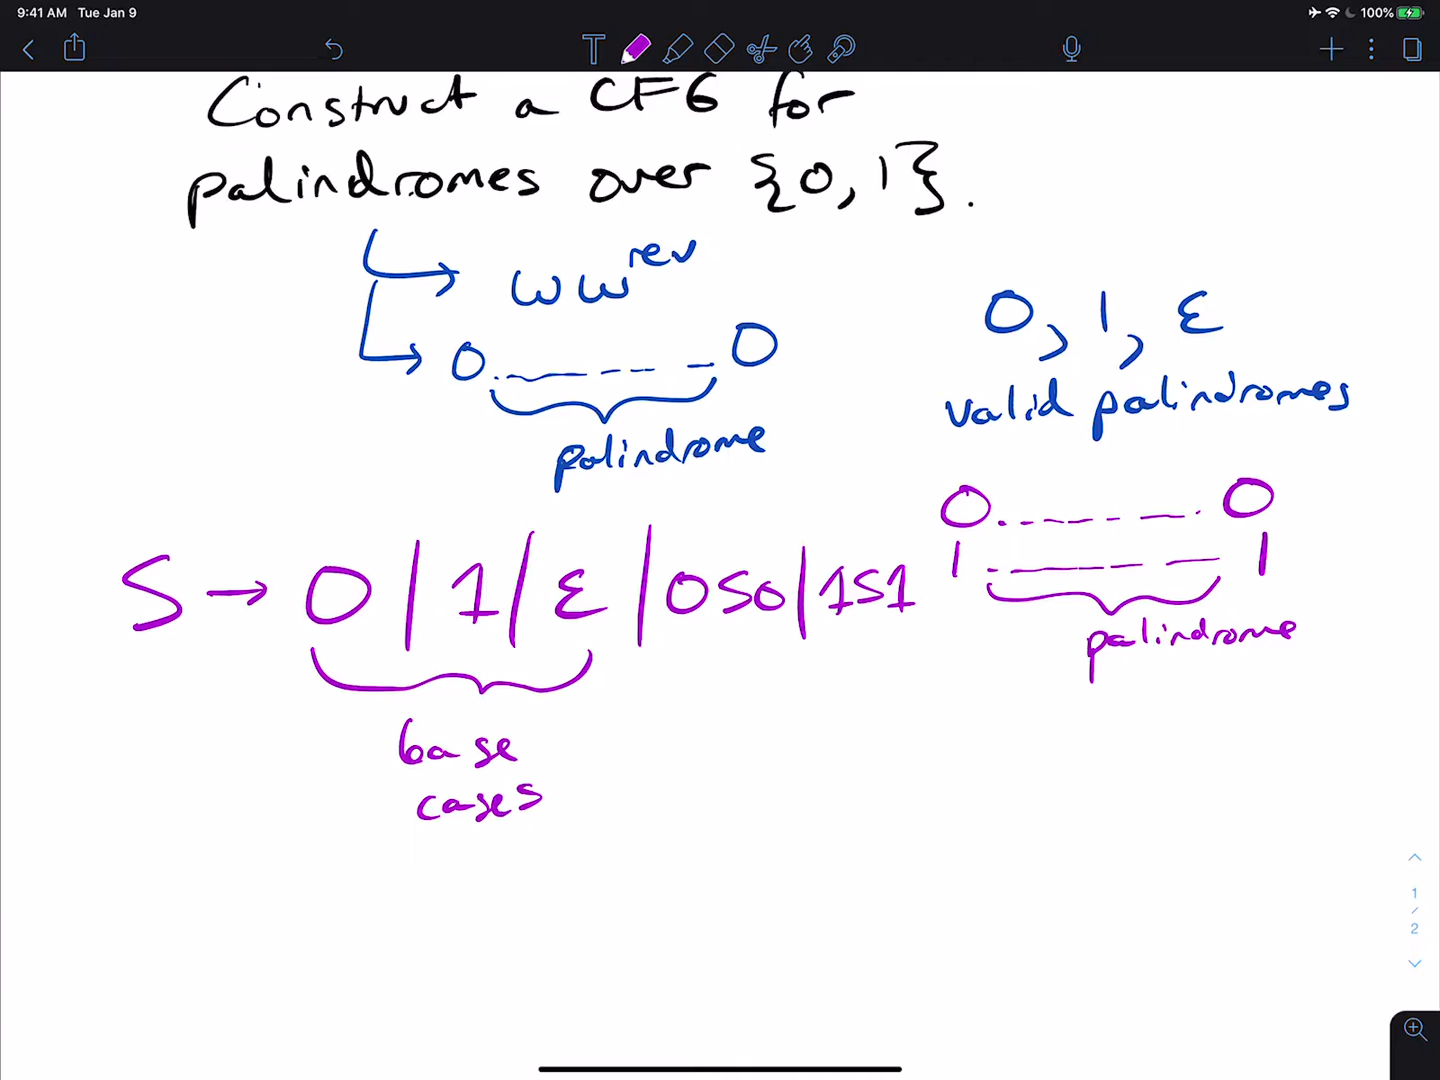 9:41 AM Tue Jan 9
100%
T
Construct a CFG for
palindromes over {0, 1}.
w w^rev
0 _ _ _ _ 0
palindrome
0, 1, ε
valid palindromes
0 _ _ _ _ 0
1 _ _ _ _ 1
palindrome
S → 0 | 1 | ε | 0S0 | 1S1
base
cases
1
/
2